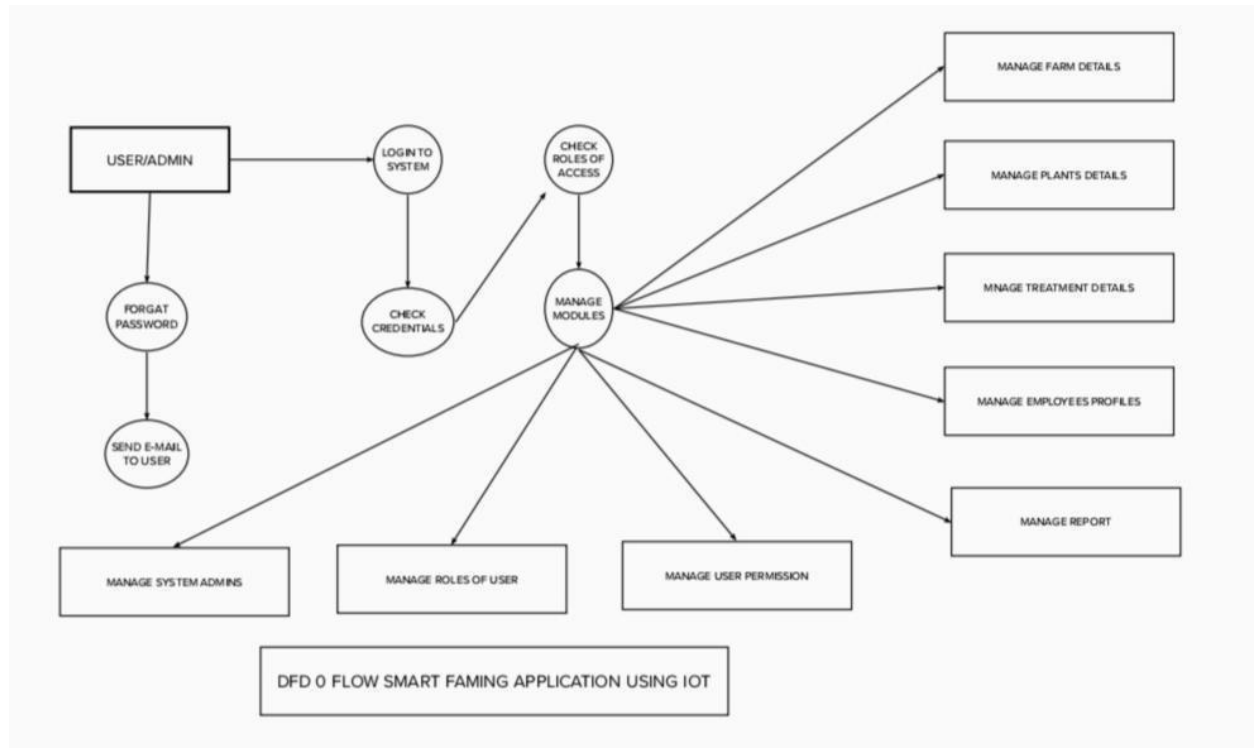 MANAGE FARM DETAILS
USER/ADMIN
LOGIN TO
SYSTEM
CHECK
ROLES OF
ACCESS
MANAGE PLANTS DETAILS
FORGAT
PASSWORD
CHECK
CREDENTIALS
MANAGE
MODULES
MNAGE TREATMENT DETAILS
MANAGE EMPLOYEES PROFILES
SEND E-MAIL
TO USER
MANAGE REPORT
MANAGE SYSTEM ADMINS
MANAGE ROLES OF USER
MANAGE USER PERMISSION
DFD 0 FLOW SMART FAMING APPLICATION USING IOT